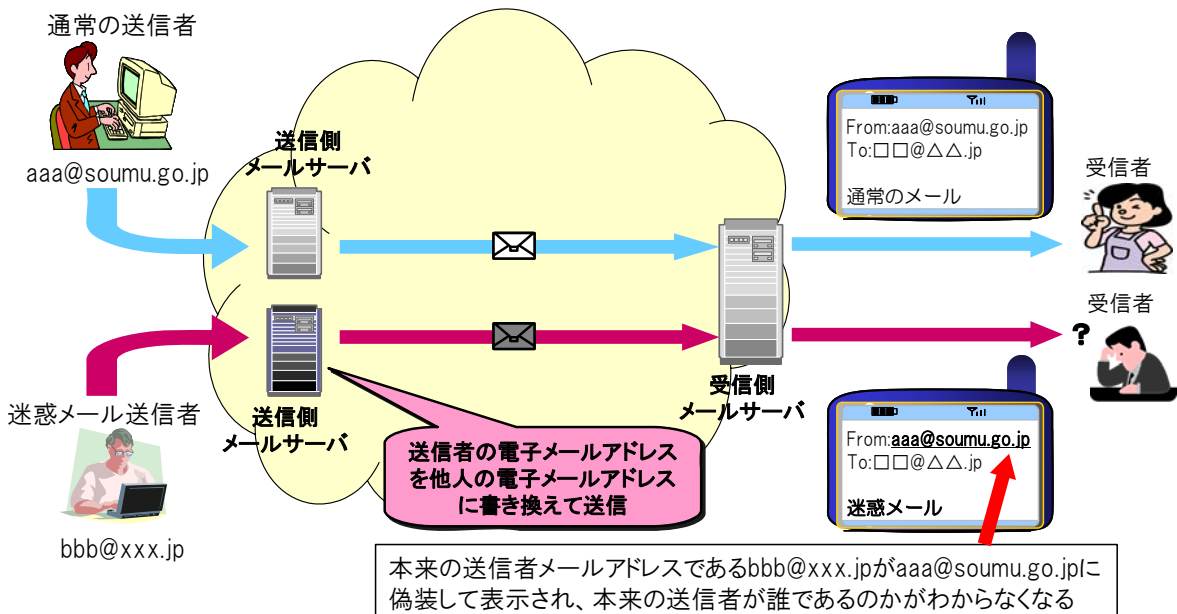 通常の送信者
aaa@soumu.go.jp
送信側
メールサーバ
From:aaa@soumu.go.jp
To:□□@△△.jp
通常のメール
受信者
迷惑メール送信者
bbb@xxx.jp
送信側
メールサーバ
送信者の電子メールアドレス
を他人の電子メールアドレス
に書き換えて送信
受信側
メールサーバ
受信者
?
From:aaa@soumu.go.jp
To:□□@△△.jp
迷惑メール
本来の送信者メールアドレスであるbbb@xxx.jpがaaa@soumu.go.jpに
偽装して表示され、本来の送信者が誰であるのかがわからなくなる